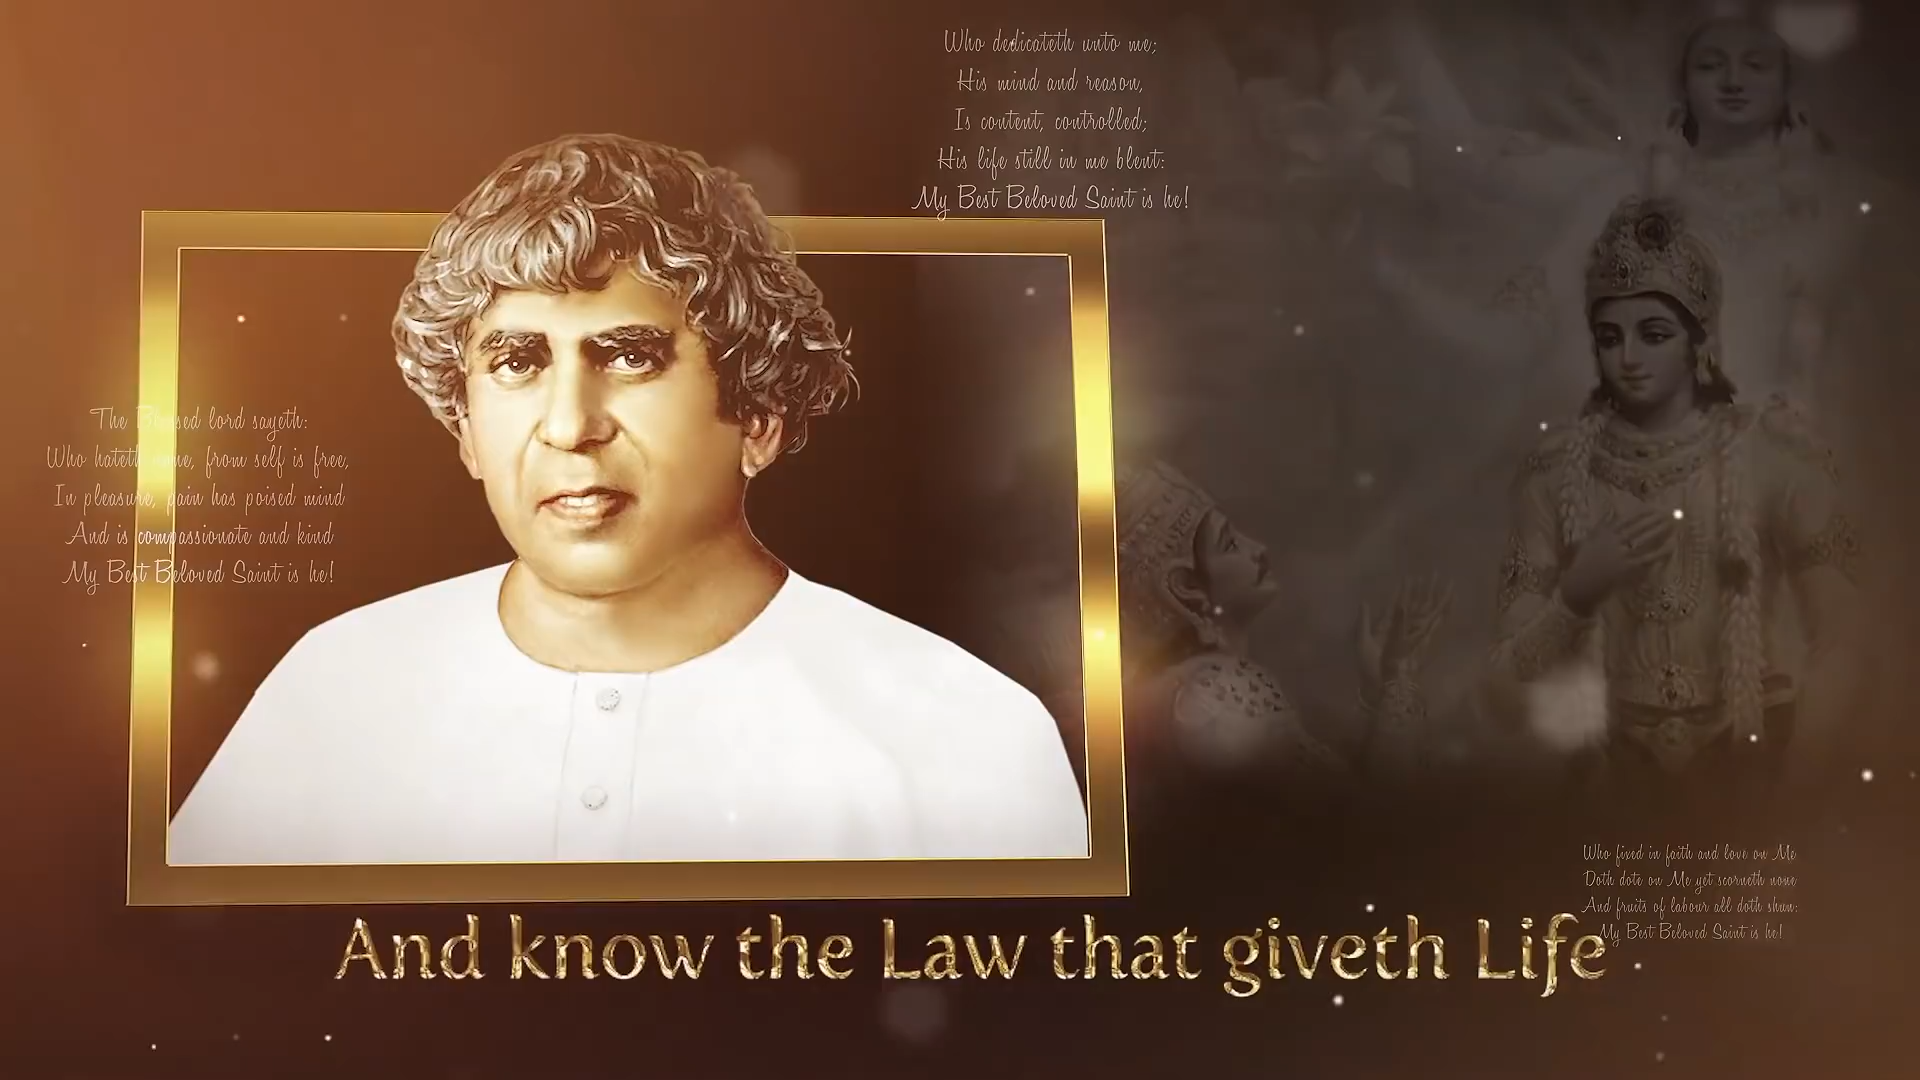 Who dedicateth unto me;
His mind and reason,
Is content, controlled;
His life still in me blent:
My Best Beloved Saint is he!
The Blessed lord sayeth:
Who hateth none, from self is free,
In pleasure, pain has poised mind
And is compassionate and kind
My Best Beloved Saint is he!
Who fixed in faith and love on Me
Doth dote on Me yet scorneth none
And fruits of labour all doth shun:
My Best Beloved Saint is he!
And know the Law that giveth Life